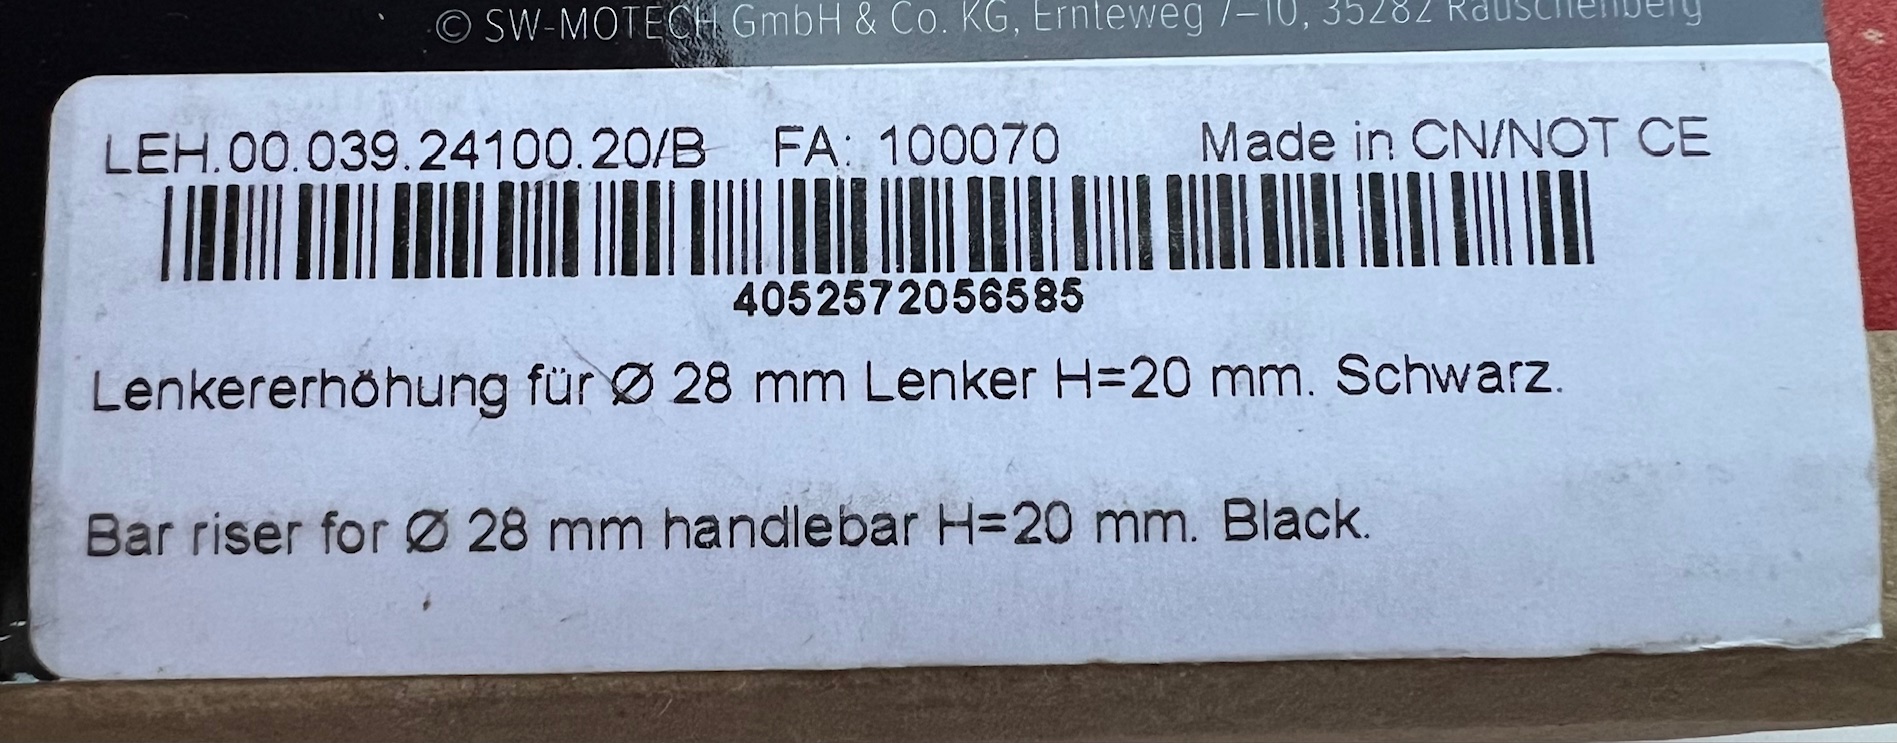 © SW-MOTECH GmbH & Co. KG, Ernteweg 7–10, 35282 Rauschenberg
LEH.00.039.24100.20/B FA: 100070 Made in CN/NOT CE
4052572056585
Lenkererhöhung für Ø 28 mm Lenker H=20 mm. Schwarz.
Bar riser for Ø 28 mm handlebar H=20 mm. Black.